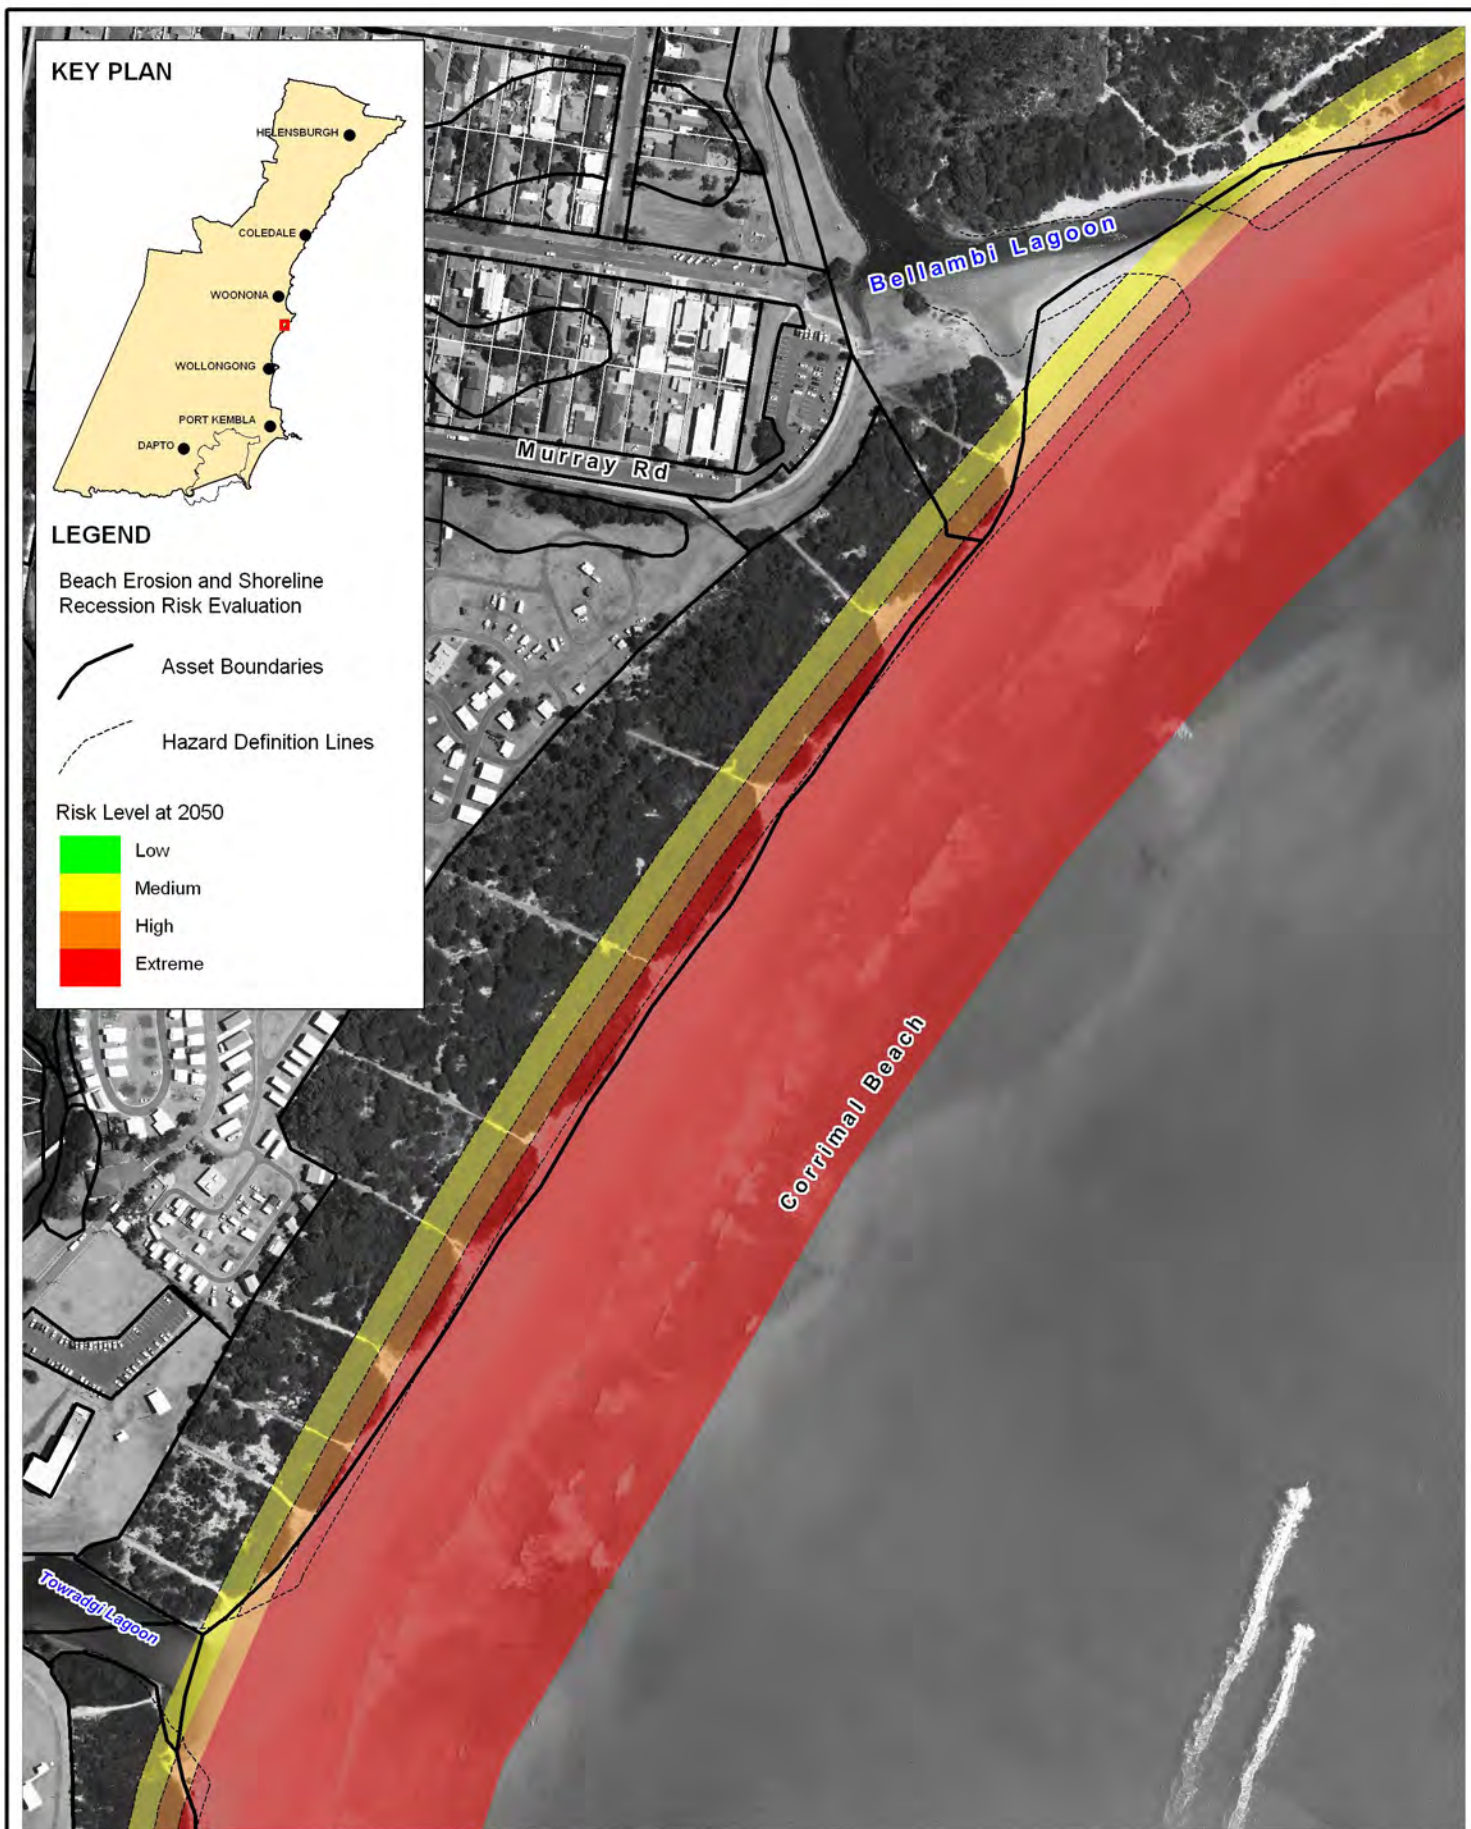 KEY PLAN
HELENSBURGH
COLEDALE
WOONONA
WOLLONGONG
PORT KEMBLA
DAPTO
LEGEND
Beach Erosion and Shoreline
Recession Risk Evaluation
Asset Boundaries
Hazard Definition Lines
Risk Level at 2050
Low
Medium
High
Extreme
Bellambi Lagoon
Murray Rd
Corrimal Beach
Towradgi Lagoon